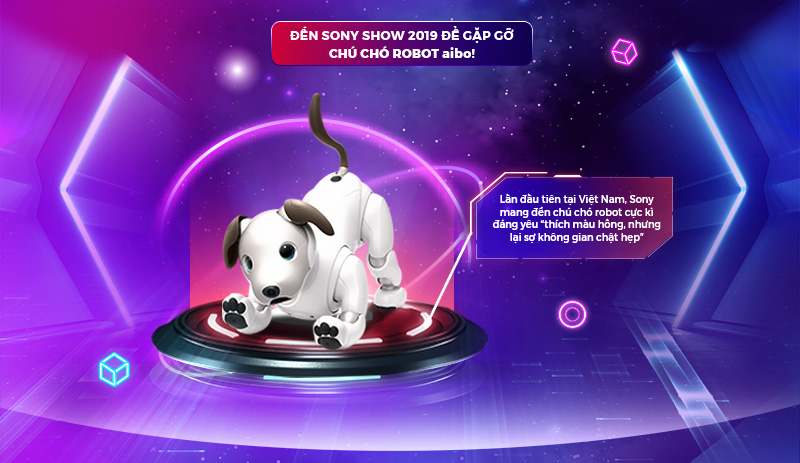 ĐẾN SONY SHOW 2019 ĐỂ GẶP GỠ
CHÚ CHÓ ROBOT aibo!
Lần đầu tiên tại Việt Nam, Sony
mang đến chú chó robot cực kì
đáng yêu “thích màu hồng, nhưng
lại sợ không gian chật hẹp”